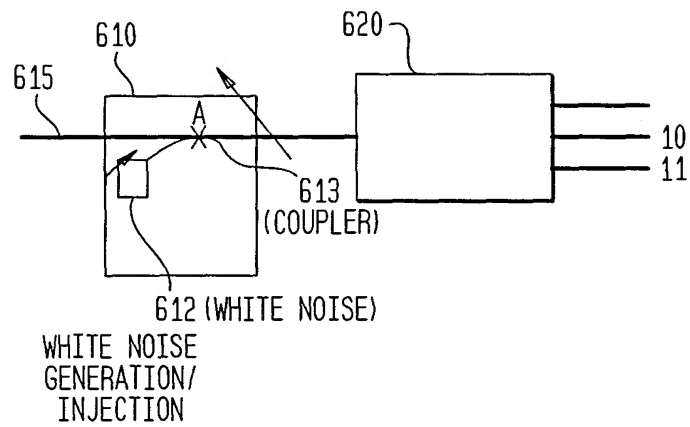 610
620
615
A
10
11
613
(COUPLER)
612 (WHITE NOISE)
WHITE NOISE
GENERATION/
INJECTION